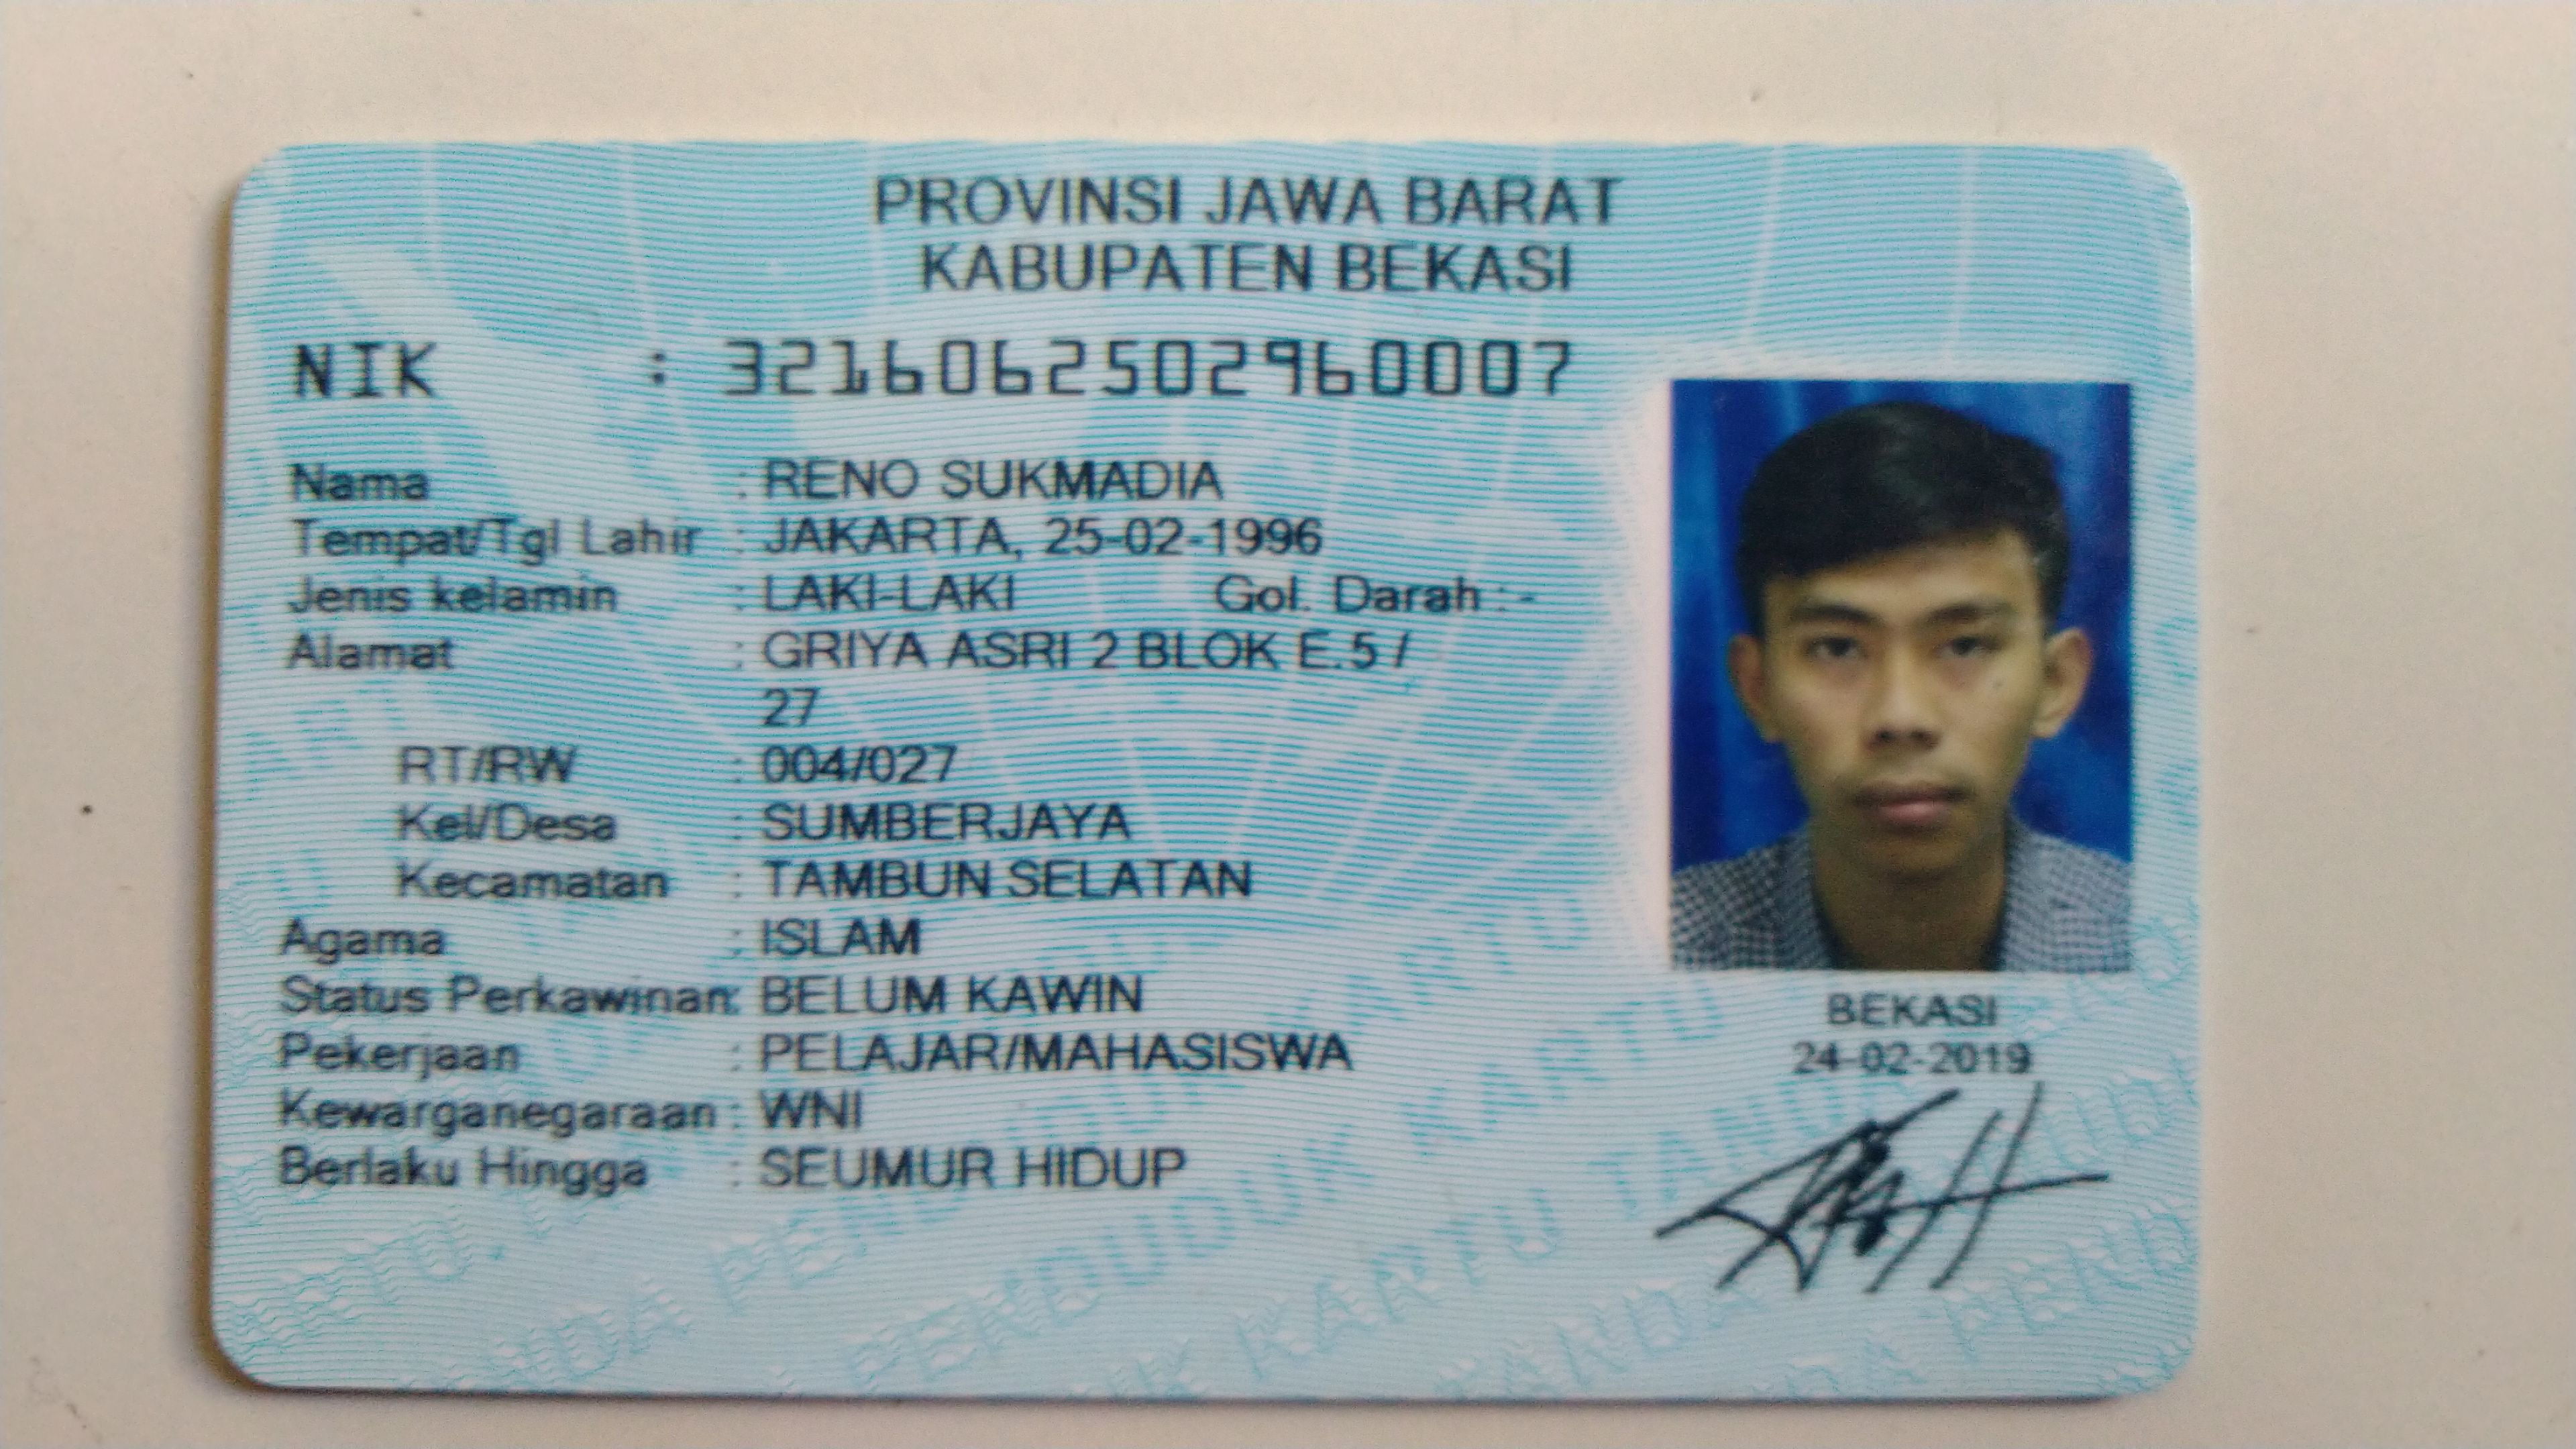 PROVINSI JAWA BARAT
KABUPATEN BEKASI
NIK : 3216062502960007
Nama : RENO SUKMADIA
Tempat/Tgl Lahir : JAKARTA, 25-02-1996
Jenis kelamin : LAKI-LAKI Gol. Darah : -
Alamat : GRIYA ASRI 2 BLOK E.5 /
27
RT/RW : 004/027
Kel/Desa : SUMBERJAYA
Kecamatan : TAMBUN SELATAN
Agama : ISLAM
Status Perkawinan: BELUM KAWIN
Pekerjaan : PELAJAR/MAHASISWA
Kewarganegaraan : WNI
Berlaku Hingga : SEUMUR HIDUP
BEKASI
24-02-2019